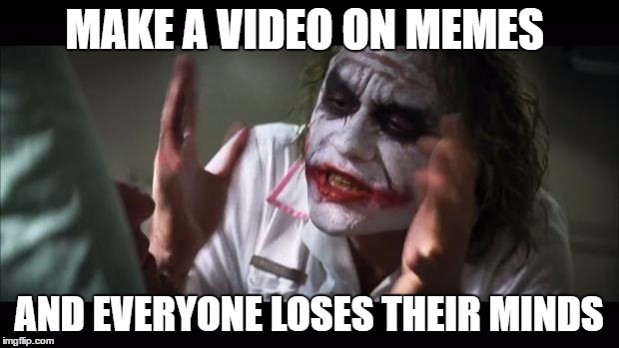 MAKE A VIDEO ON MEMES
AND EVERYONE LOSES THEIR MINDS
imgflip.com